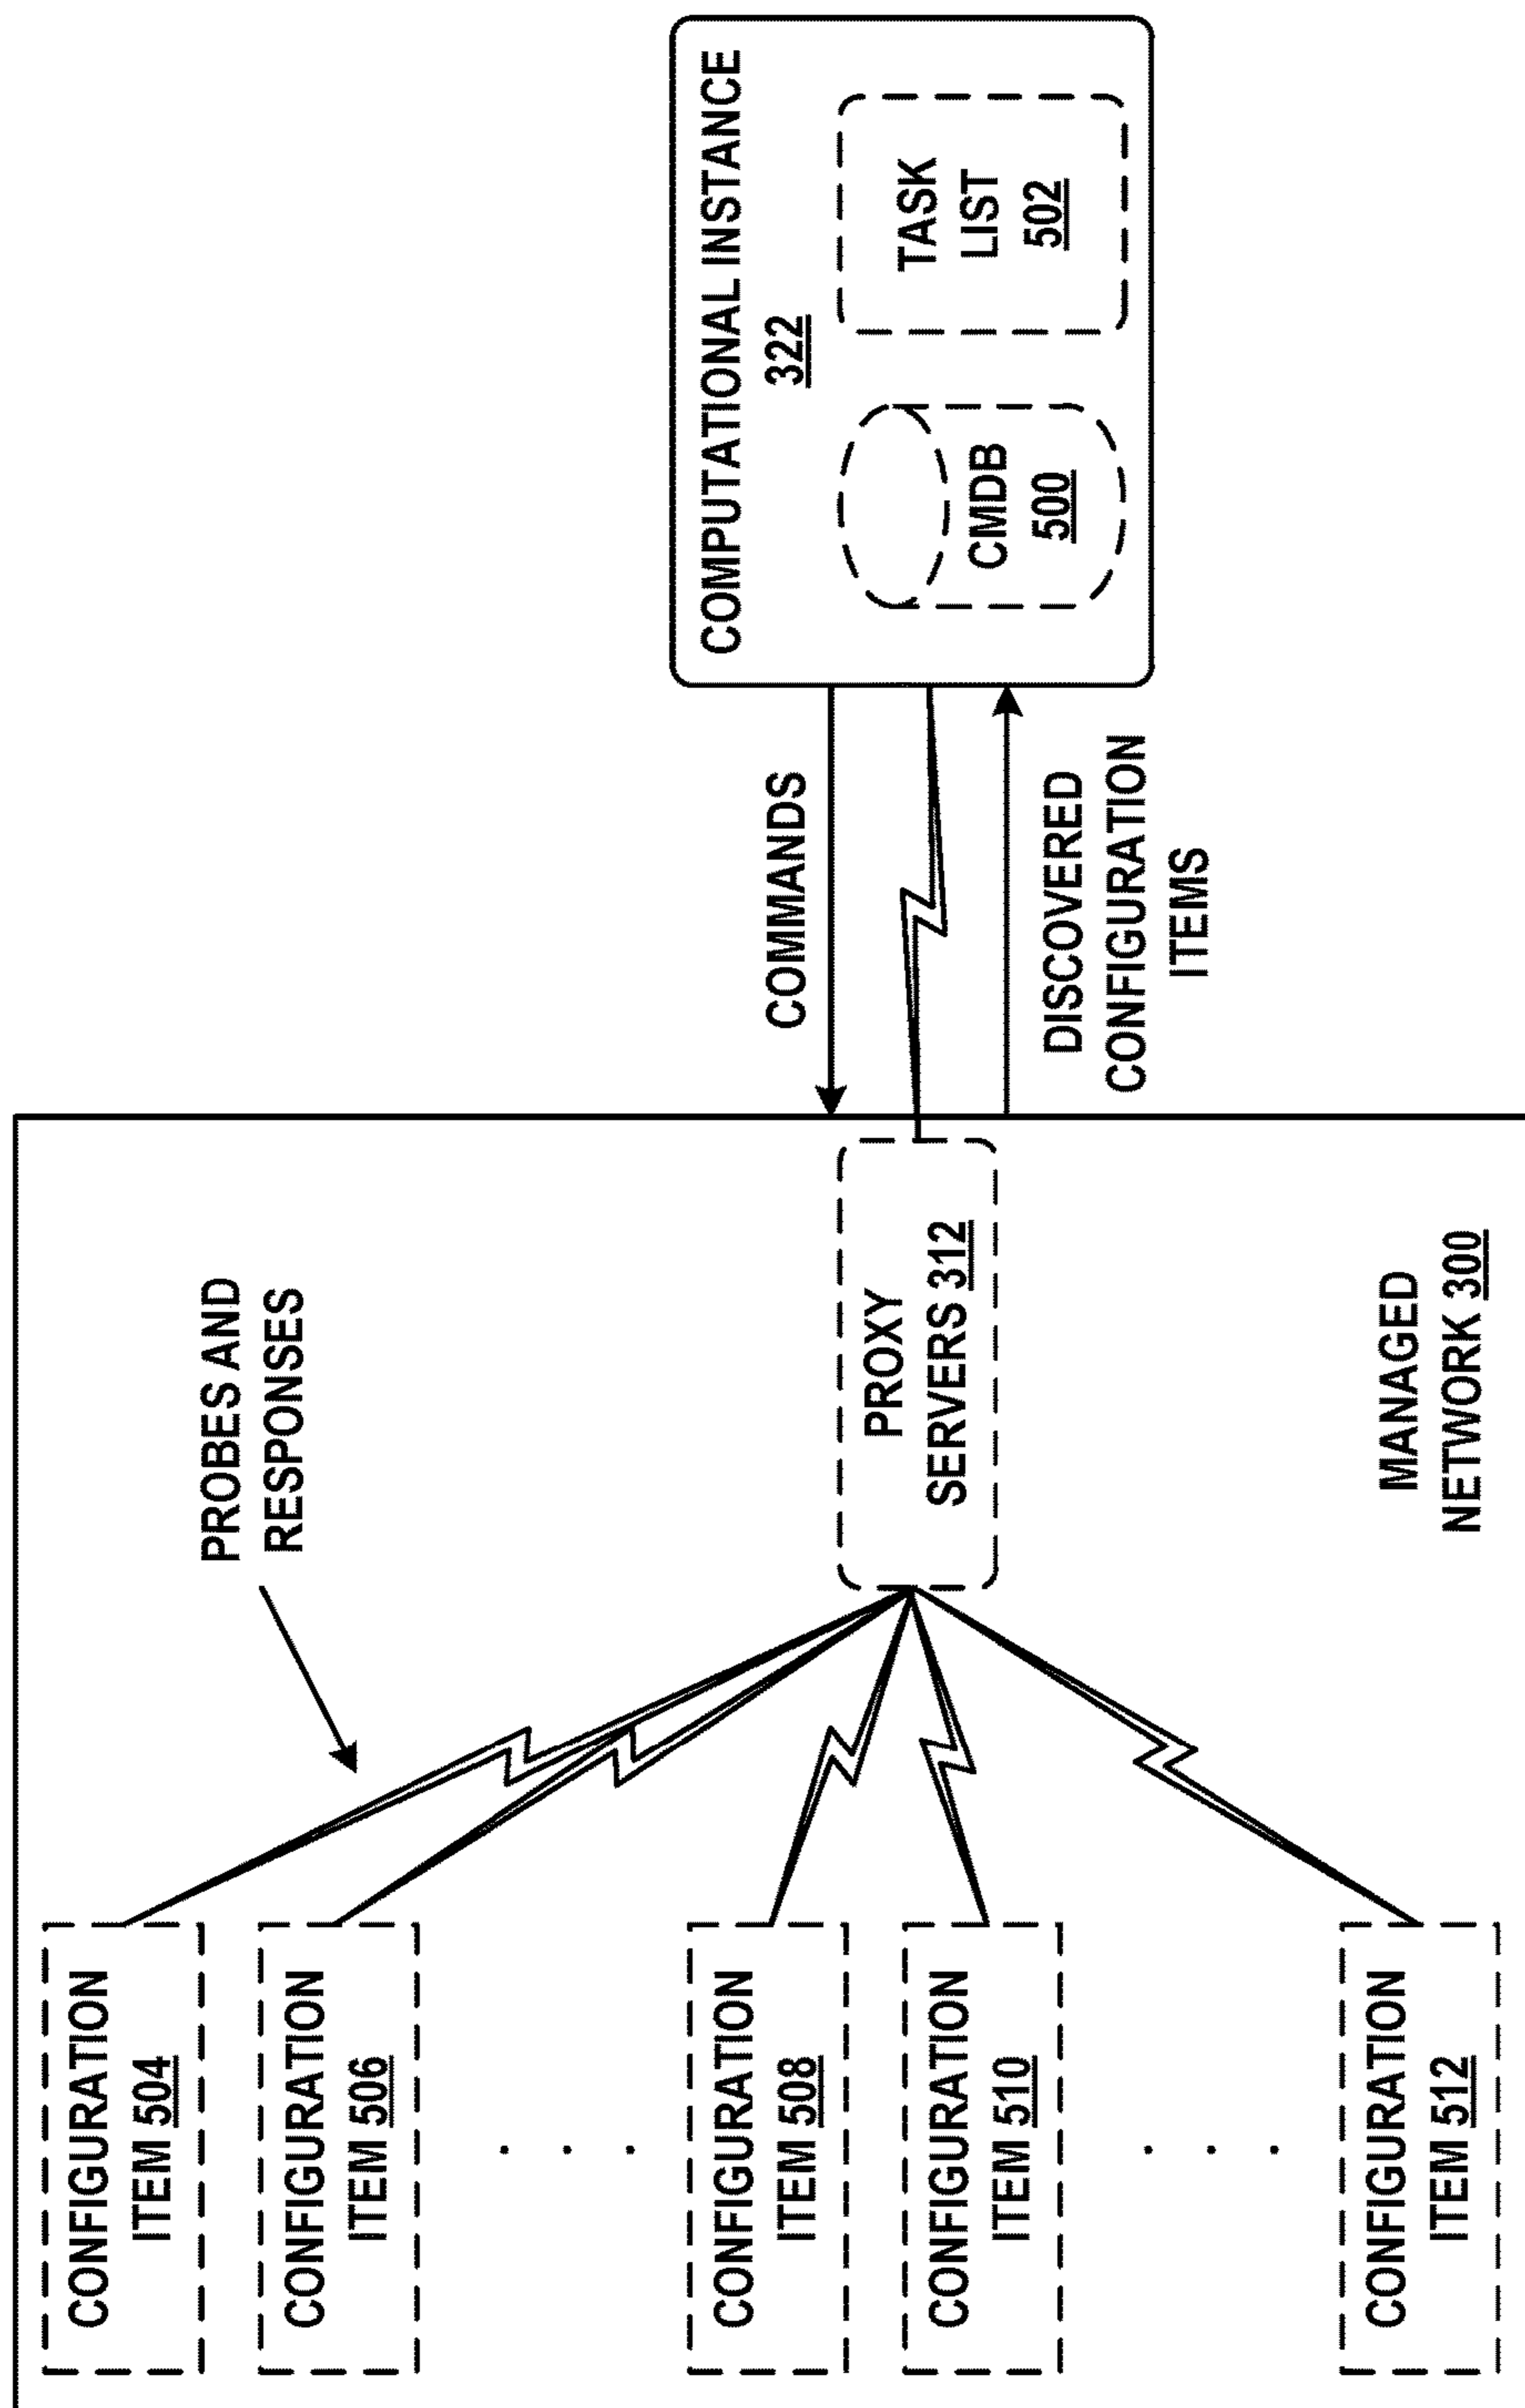 COMPUTATIONAL INSTANCE
322
CMDB
500
TASK
LIST
502
COMMANDS
DISCOVERED
CONFIGURATION
ITEMS
PROBES AND
RESPONSES
PROXY
SERVERS 312
MANAGED
NETWORK 300
CONFIGURATION
ITEM 504
CONFIGURATION
ITEM 506
. . .
CONFIGURATION
ITEM 508
CONFIGURATION
ITEM 510
. . .
CONFIGURATION
ITEM 512